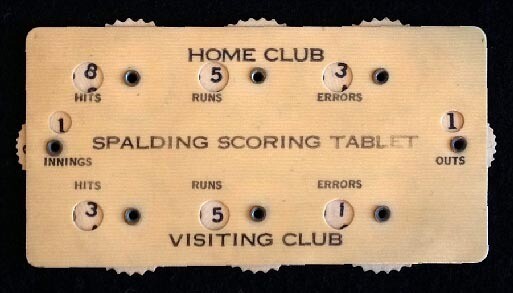 HOME CLUB
8 5 3
HITS RUNS ERRORS
1 1
SPALDING SCORING TABLET
INNINGS OUTS
HITS RUNS ERRORS
3 5 1
VISITING CLUB